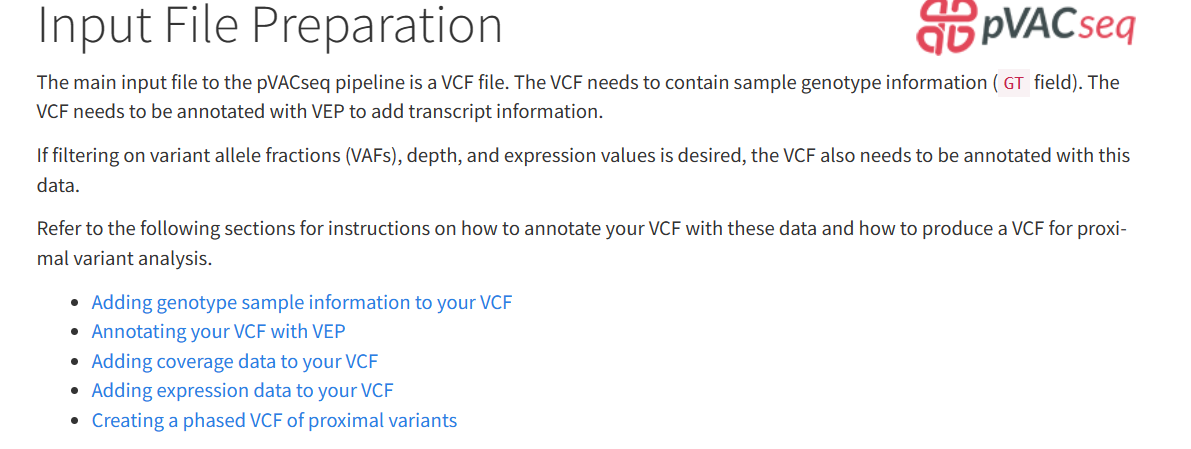 Input File Preparation
pVACseq
The main input file to the pVACseq pipeline is a VCF file. The VCF needs to contain sample genotype information ( GT field). The
VCF needs to be annotated with VEP to add transcript information.
If filtering on variant allele fractions (VAFs), depth, and expression values is desired, the VCF also needs to be annotated with this
data.
Refer to the following sections for instructions on how to annotate your VCF with these data and how to produce a VCF for proxi-
mal variant analysis.
• Adding genotype sample information to your VCF
• Annotating your VCF with VEP
• Adding coverage data to your VCF
• Adding expression data to your VCF
• Creating a phased VCF of proximal variants